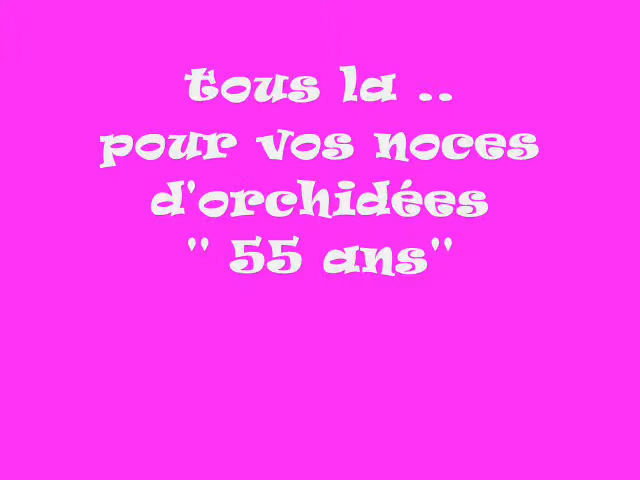 tous la ..
pour vos noces
d'orchidées
" 55 ans"